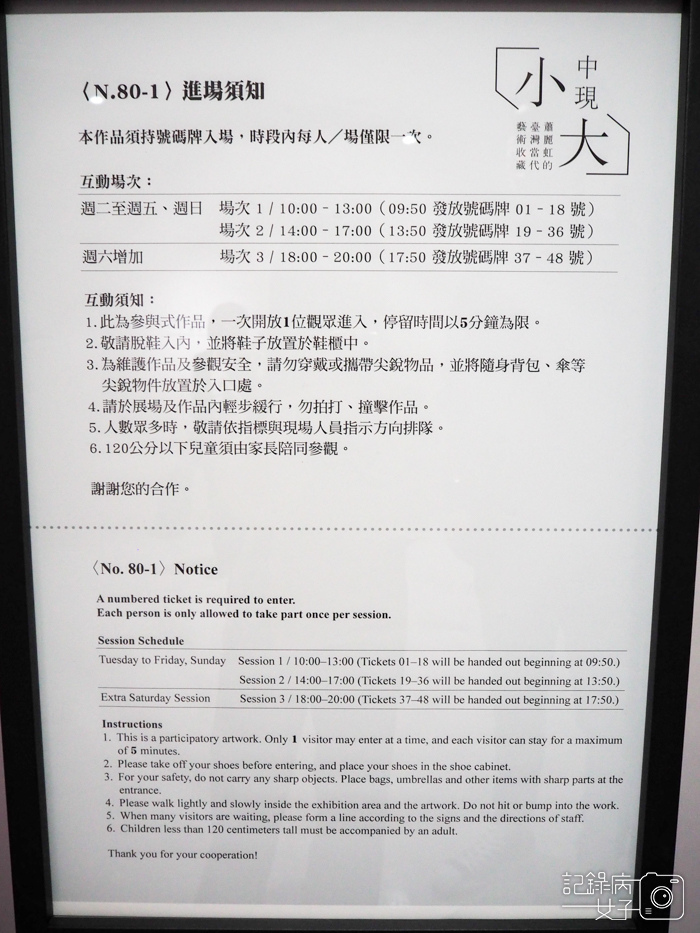 〈N.80-1〉進場須知
小中現大
蕭麗虹的
臺灣當代
藝術收藏
本作品須持號碼牌入場，時段內每人／場僅限一次。
互動場次：
週二至週五、週日 場次 1 / 10:00 - 13:00（09:50 發放號碼牌 01 - 18 號）
場次 2 / 14:00 - 17:00（13:50 發放號碼牌 19 - 36 號）
週六增加 場次 3 / 18:00 - 20:00（17:50 發放號碼牌 37 - 48 號）
互動須知：
1.此為參與式作品，一次開放1位觀眾進入，停留時間以5分鐘為限。
2.敬請脫鞋入內，並將鞋子放置於鞋櫃中。
3.為維護作品及參觀安全，請勿穿戴或攜帶尖銳物品，並將隨身背包、傘等
尖銳物件放置於入口處。
4.請於展場及作品內輕步緩行，勿拍打、撞擊作品。
5.人數眾多時，敬請依指標與現場人員指示方向排隊。
6.120公分以下兒童須由家長陪同參觀。
謝謝您的合作。
〈No. 80-1〉Notice
A numbered ticket is required to enter.
Each person is only allowed to take part once per session.
Session Schedule
Tuesday to Friday, Sunday Session 1 / 10:00–13:00 (Tickets 01–18 will be handed out beginning at 09:50.)
Session 2 / 14:00–17:00 (Tickets 19–36 will be handed out beginning at 13:50.)
Extra Saturday Session Session 3 / 18:00–20:00 (Tickets 37–48 will be handed out beginning at 17:50.)
Instructions
1. This is a participatory artwork. Only 1 visitor may enter at a time, and each visitor can stay for a maximum
of 5 minutes.
2. Please take off your shoes before entering, and place your shoes in the shoe cabinet.
3. For your safety, do not carry any sharp objects. Place bags, umbrellas and other items with sharp parts at the
entrance.
4. Please walk lightly and slowly inside the exhibition area and the artwork. Do not hit or bump into the work.
5. When many visitors are waiting, please form a line according to the signs and the directions of staff.
6. Children less than 120 centimeters tall must be accompanied by an adult.
Thank you for your cooperation!
記錄病
女子